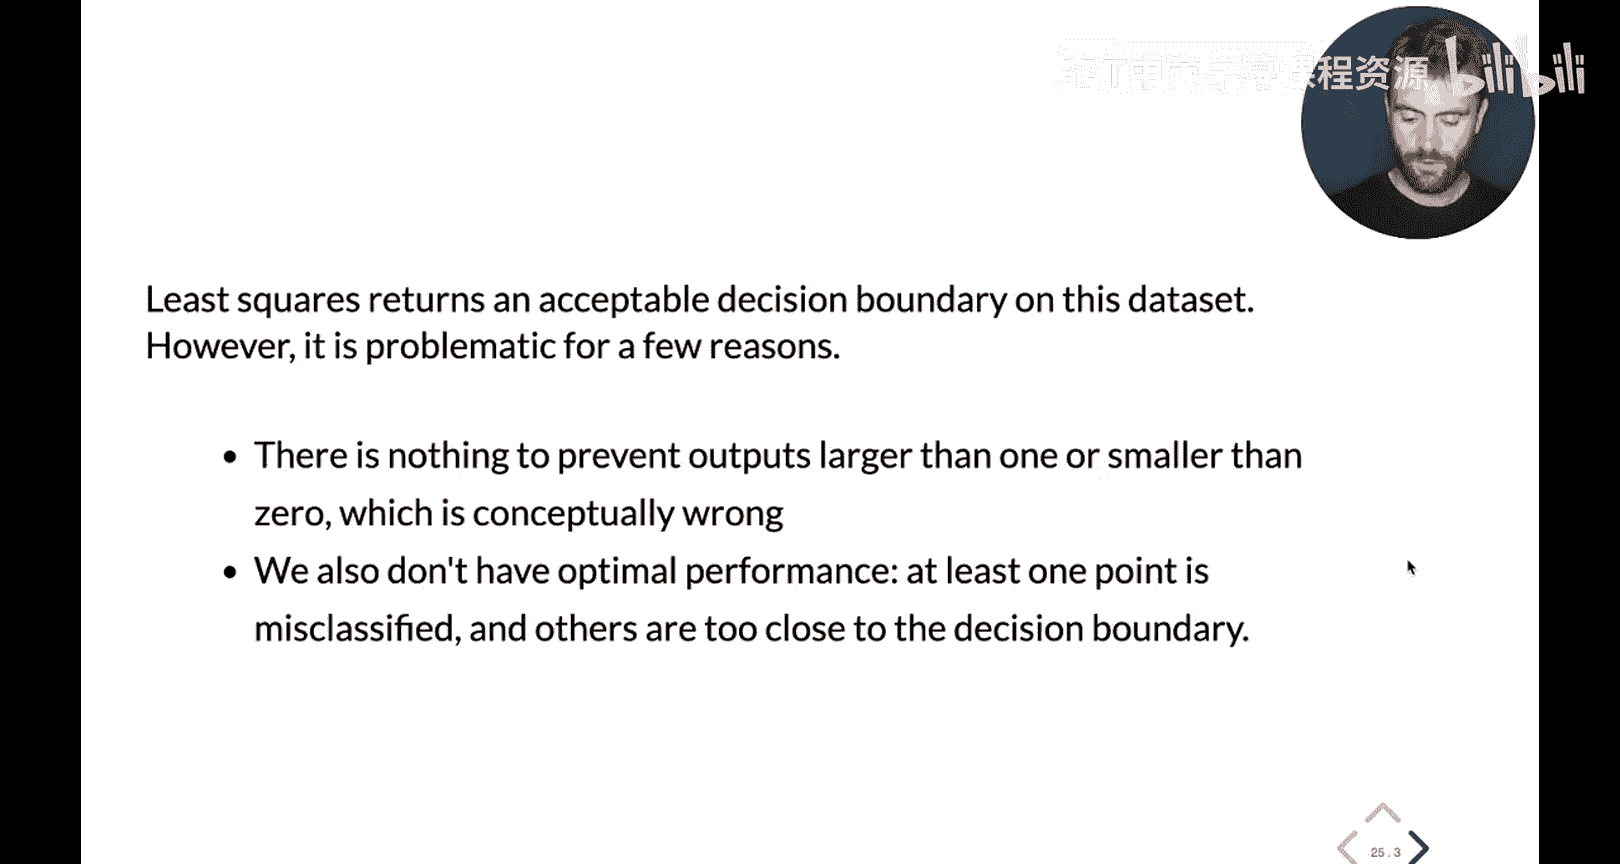 程资源 bilibili
Least squares returns an acceptable decision boundary on this dataset.
However, it is problematic for a few reasons.
• There is nothing to prevent outputs larger than one or smaller than
zero, which is conceptually wrong
• We also don't have optimal performance: at least one point is
misclassified, and others are too close to the decision boundary.
25.3